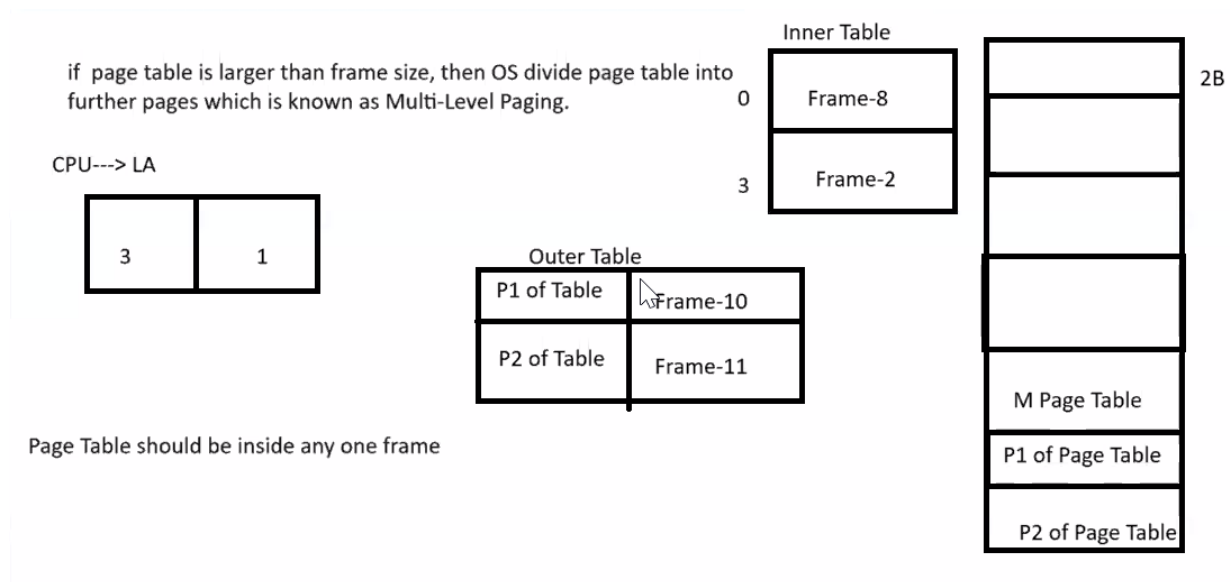 if page table is larger than frame size, then OS divide page table into
further pages which is known as Multi-Level Paging.
CPU---> LA
3 1
Inner Table
0 Frame-8
3 Frame-2
Outer Table
P1 of Table Frame-10
P2 of Table Frame-11
Page Table should be inside any one frame
2B
M Page Table
P1 of Page Table
P2 of Page Table